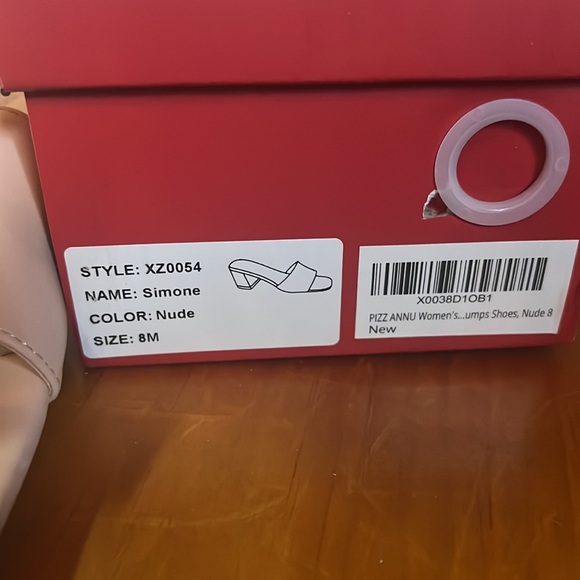 STYLE: XZ0054
NAME: Simone
COLOR: Nude
SIZE: 8M
X0038D1OB1
PIZZ ANNU Women's...umps Shoes, Nude 8
New